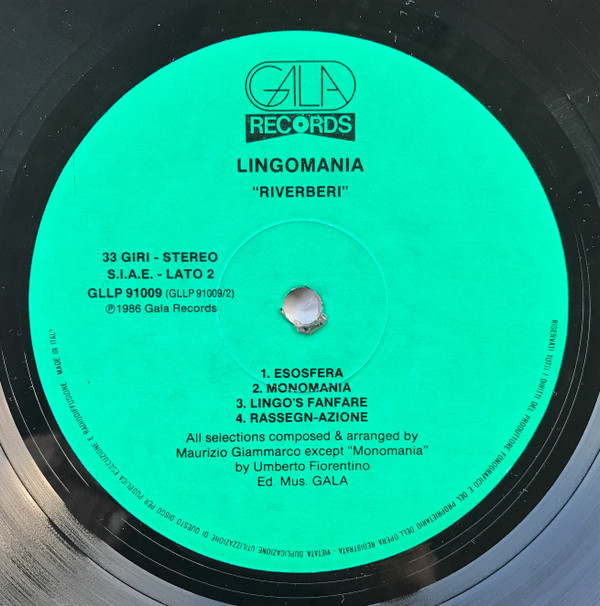 GALA
RECORDS
LINGOMANIA
“RIVERBERI”
33 GIRI - STEREO
S.I.A.E. - LATO 2
GLLP 91009 (GLLP 91009/2)
℗1986 Gala Records
1. ESOSFERA
2. MONOMANIA
3. LINGO'S FANFARE
4. RASSEGN-AZIONE
All selections composed & arranged by
Maurizio Giammarco except “Monomania”
by Umberto Fiorentino
Ed. Mus. GALA
RISERVATI TUTTI I DIRITTI DEL PRODUTTORE FONOGRAFICO E DEL PROPRIETARIO DELL'OPERA REGISTRATA. VIETATA DUPLICAZIONE UTILIZZAZIONE DI QUESTO DISCO PER PUBBLICA ESECUZIONE E RADIODIFFUSIONE. MADE IN ITALY